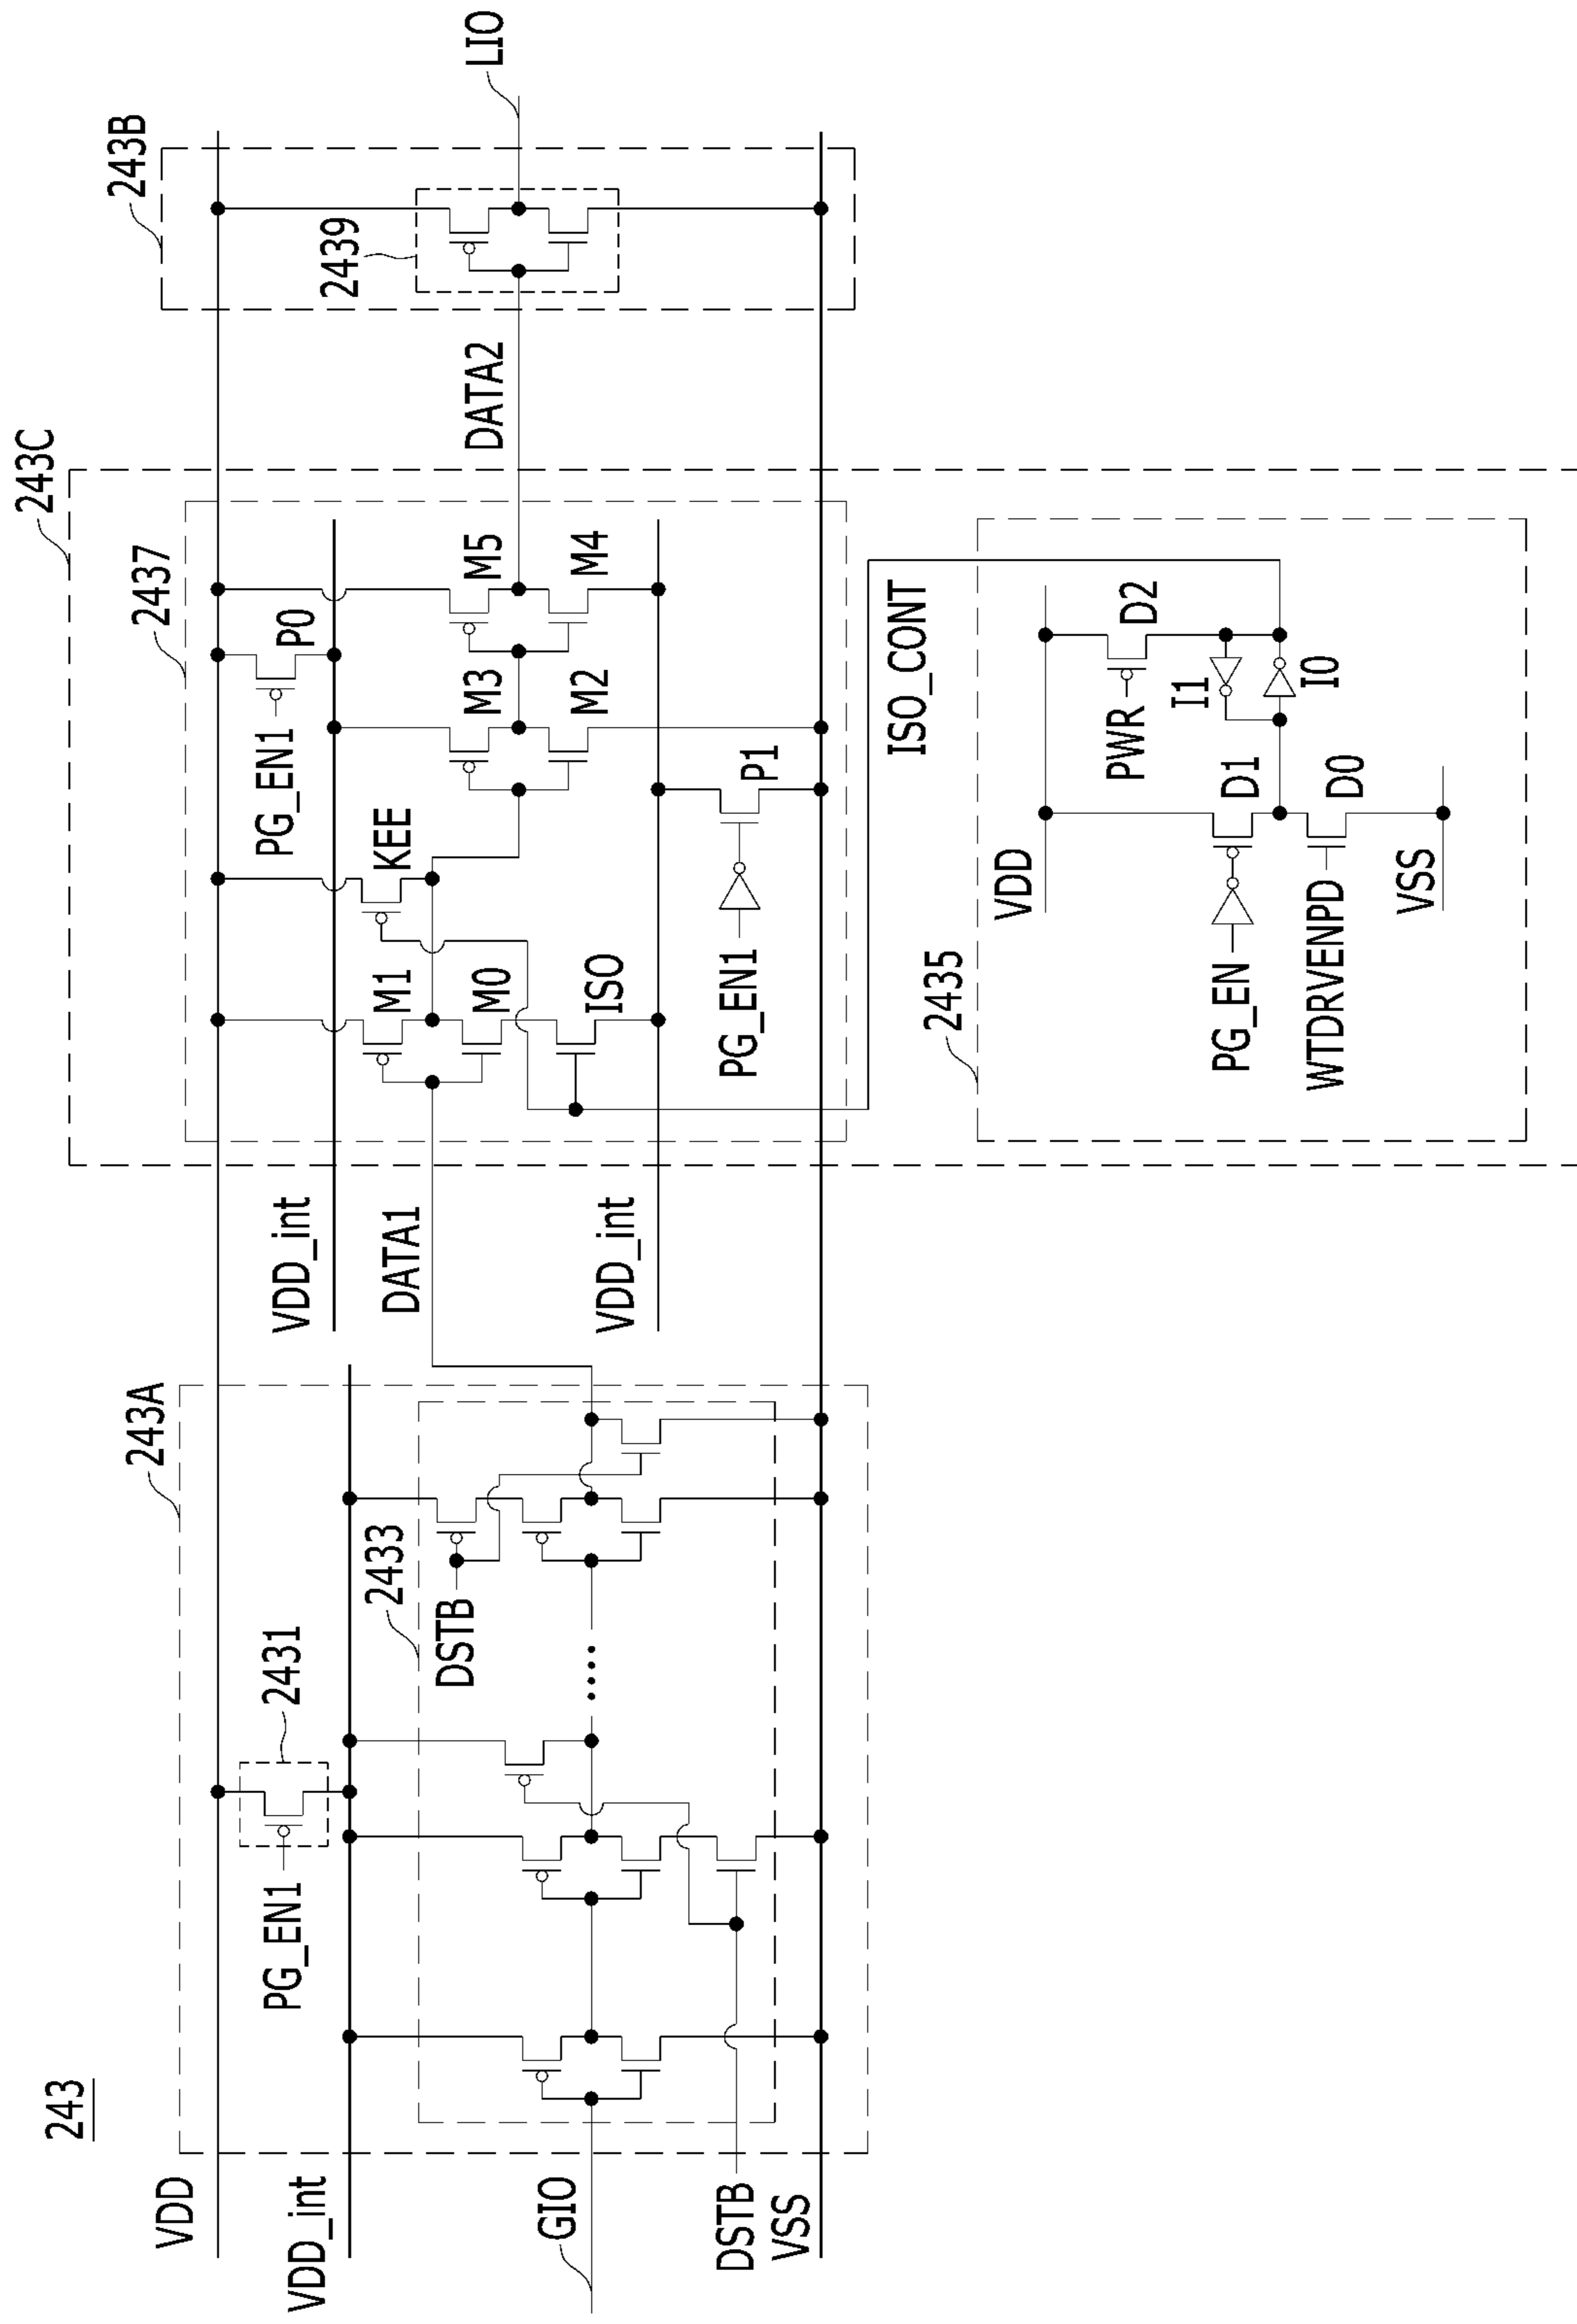 243
VDD
VDD_int
GIO
DSTB
VSS
243A
PG_EN1
2431
2433
DSTB
VDD_int
DATA1
VDD_int
243C
2437
M1
M0
ISO
KEE
PG_EN1
P0
M3
M2
M5
M4
PG_EN1
P1
DATA2
ISO_CONT
2435
VDD
PG_EN
WTDRVENPD
VSS
D1
D0
PWR
D2
I1
I0
243B
2439
LIO